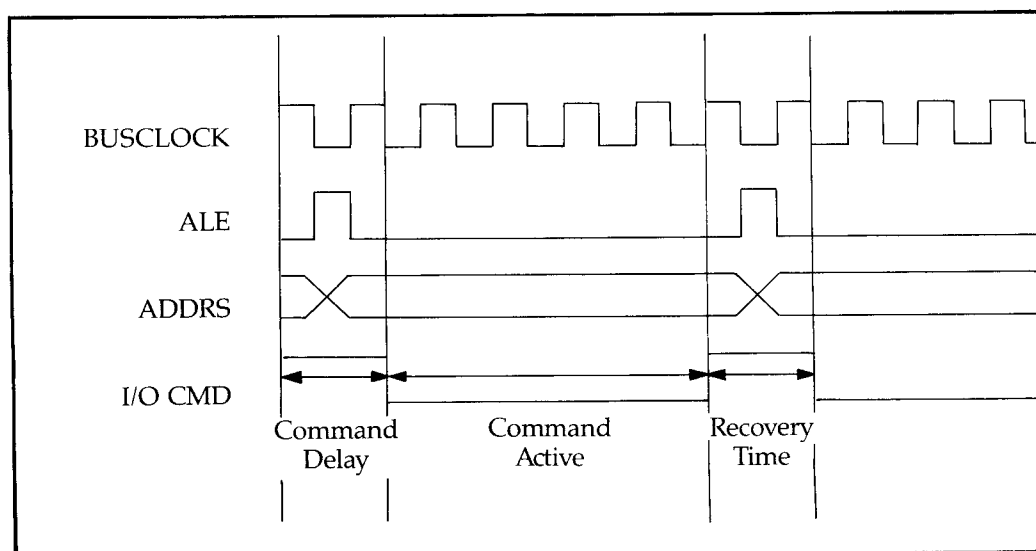 BUSCLOCK
ALE
ADDRS
I/O CMD
Command
Delay
Command
Active
Recovery
Time